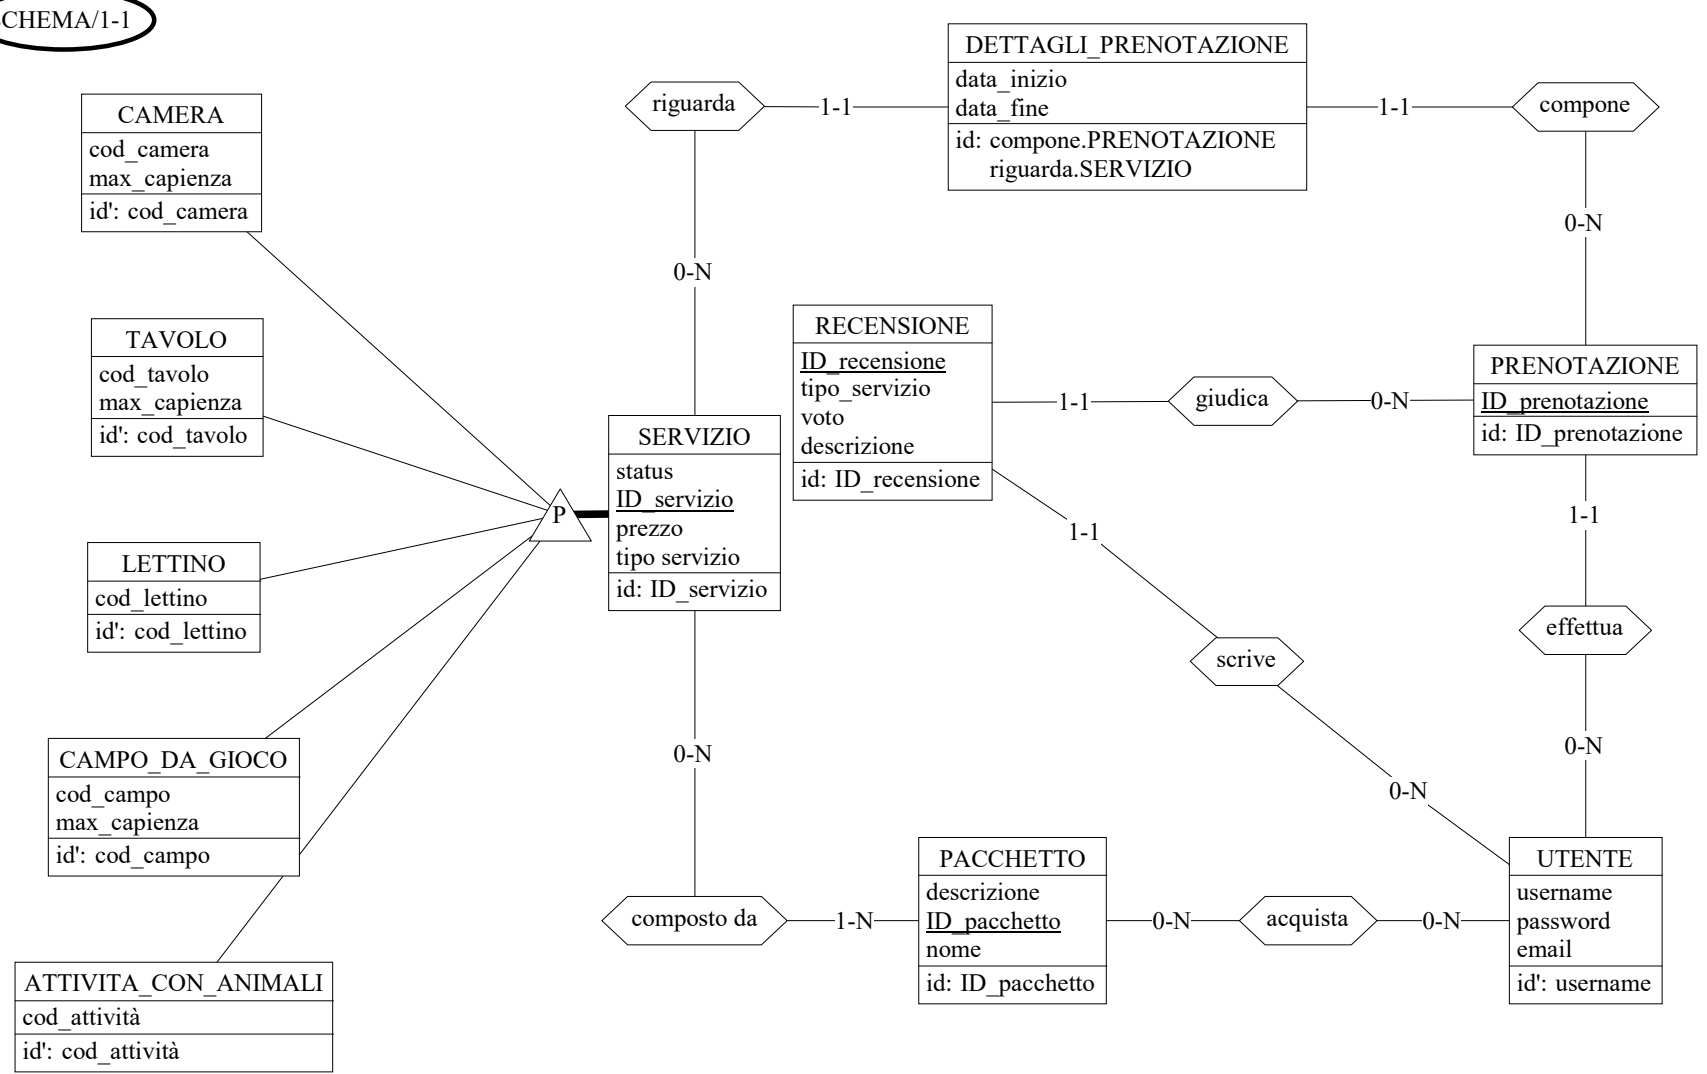 CHEMA/1-1
CAMERA
cod_camera
max_capienza
id': cod_camera
TAVOLO
cod_tavolo
max_capienza
id': cod_tavolo
LETTINO
cod_lettino
id': cod_lettino
CAMPO_DA_GIOCO
cod_campo
max_capienza
id': cod_campo
ATTIVITA_CON_ANIMALI
cod_attività
id': cod_attività
P
SERVIZIO
status
ID_servizio
prezzo
tipo servizio
id: ID_servizio
riguarda
1-1
0-N
DETTAGLI_PRENOTAZIONE
data_inizio
data_fine
id: compone.PRENOTAZIONE
riguarda.SERVIZIO
1-1
compone
0-N
RECENSIONE
ID_recensione
tipo_servizio
voto
descrizione
id: ID_recensione
1-1
giudica
0-N
PRENOTAZIONE
ID_prenotazione
id: ID_prenotazione
1-1
effettua
0-N
1-1
scrive
0-N
0-N
composto da
1-N
PACCHETTO
descrizione
ID_pacchetto
nome
id: ID_pacchetto
0-N
acquista
0-N
UTENTE
username
password
email
id': username